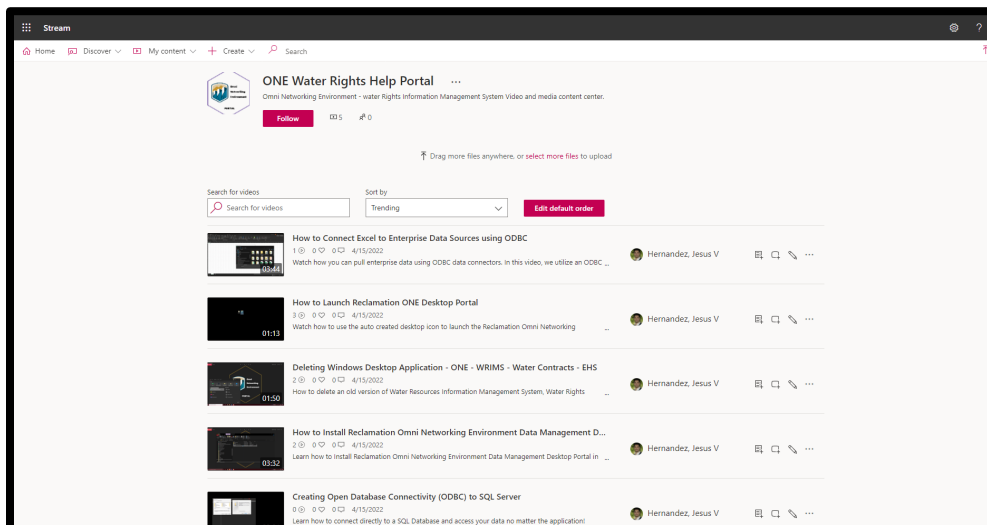 Stream
?
Home Discover My content Create Search
ONE Water Rights Help Portal ...
Omni Networking Environment - water Rights Information Management System Video and media content center.
Follow 5 0
Drag more files anywhere, or select more files to upload
Search for videos Sort by
Search for videos Trending Edit default order
How to Connect Excel to Enterprise Data Sources using ODBC
1 0 0 4/15/2022
Hernandez, Jesus V
Watch how you can pull enterprise data using ODBC data connectors. In this video, we utilize an ODBC ...
03:44
How to Launch Reclamation ONE Desktop Portal
3 0 0 4/15/2022
Hernandez, Jesus V
Watch how to use the auto created desktop icon to launch the Reclamation Omni Networking ...
01:13
Deleting Windows Desktop Application - ONE - WRIMS - Water Contracts - EHS
2 0 0 4/15/2022
Hernandez, Jesus V
How to delete an old version of Water Resources Information Management System, Water Rights ...
01:50
How to Install Reclamation Omni Networking Environment Data Management D...
2 0 0 4/15/2022
Hernandez, Jesus V
Learn how to Install Reclamation Omni Networking Environment Data Management Desktop Portal in ...
03:32
Creating Open Database Connectivity (ODBC) to SQL Server
0 0 0 4/15/2022
Hernandez, Jesus V
Learn how to connect directly to a SQL Database and access your data no matter the application!